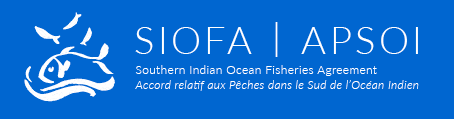 SIOFA | APSOI
Southern Indian Ocean Fisheries Agreement
Accord relatif aux Pêches dans le Sud de l'Océan Indien